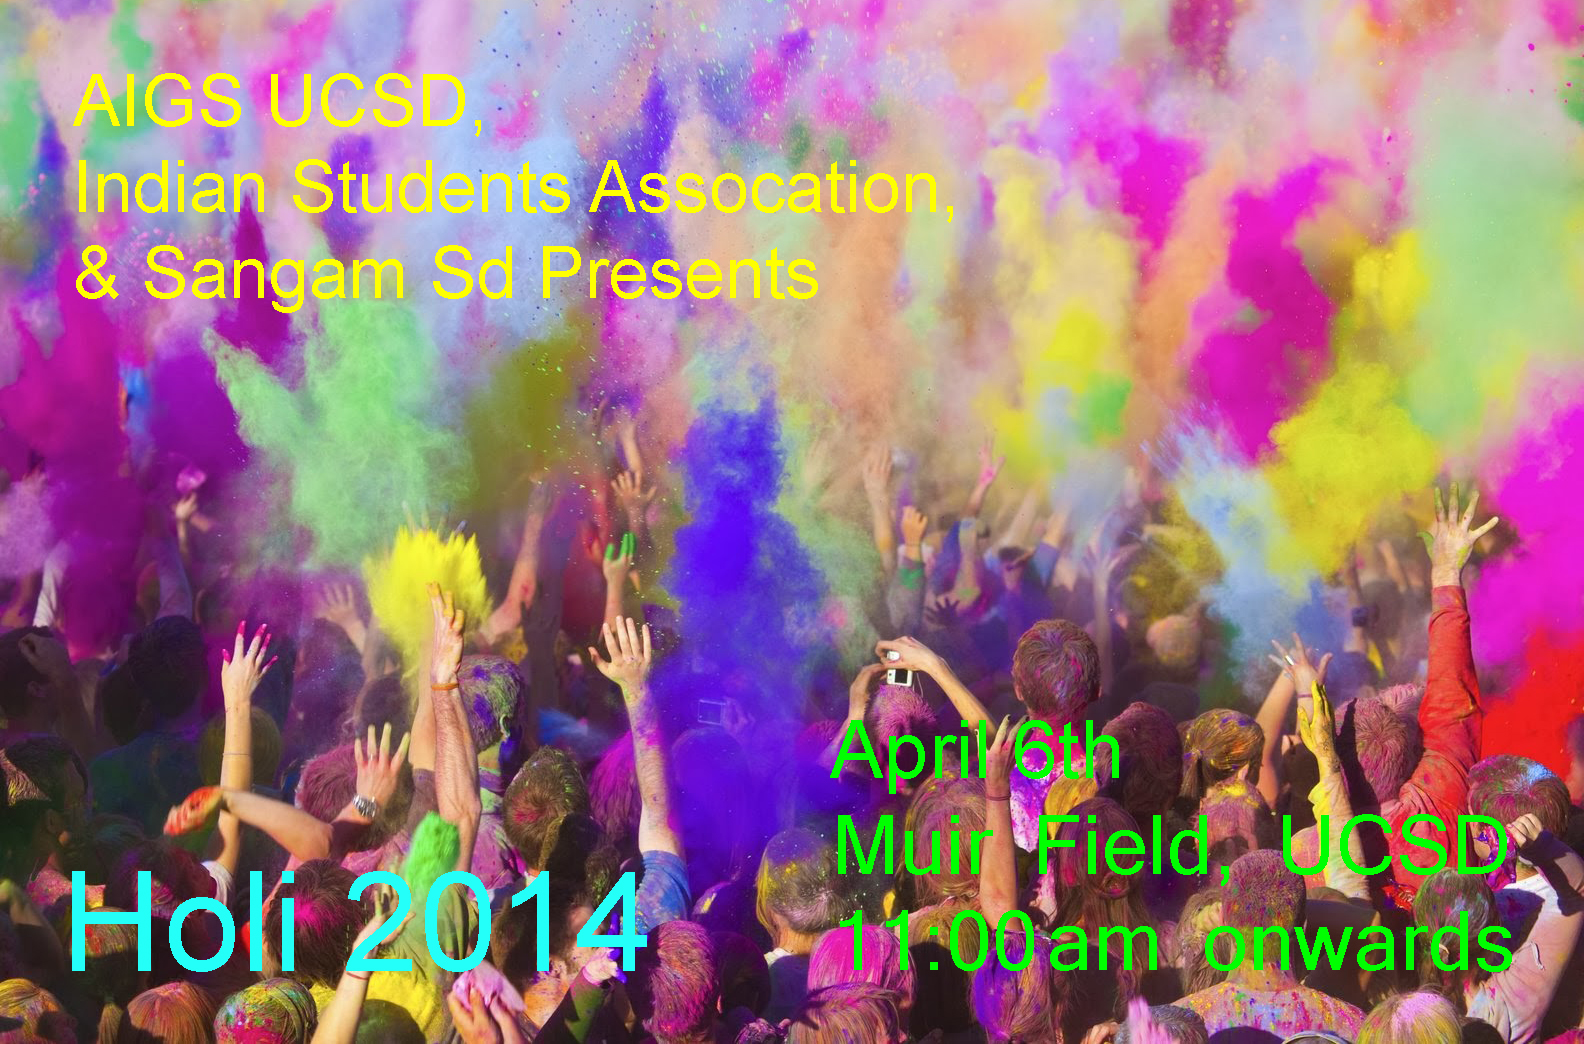 AIGS UCSD,
Indian Students Assocation,
& Sangam Sd Presents
April 6th
Muir Field, UCSD
11:00am onwards
Holi 2014